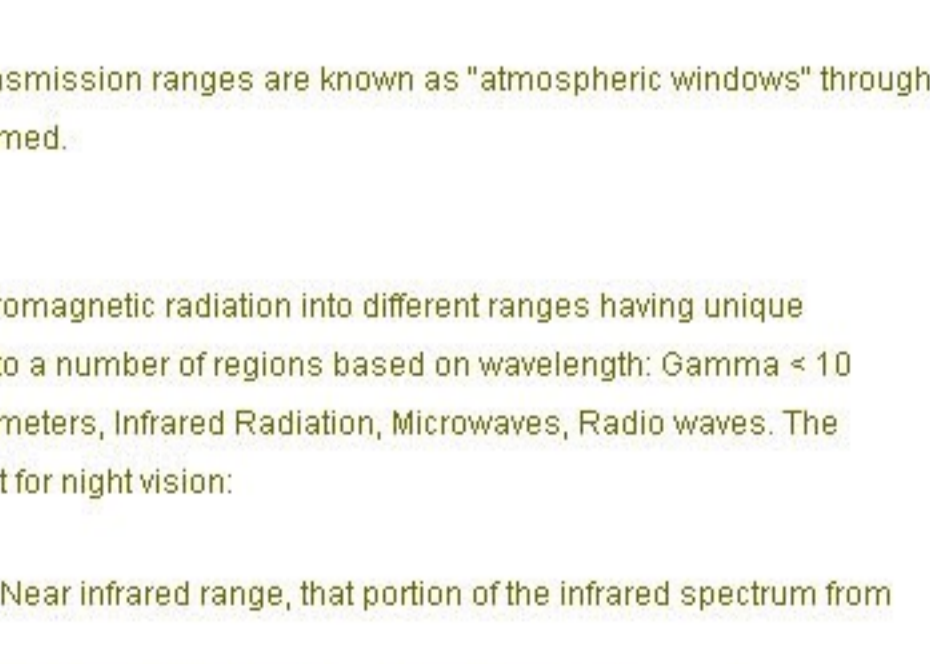 nsmission ranges are known as "atmospheric windows" through
med.
romagnetic radiation into different ranges having unique
to a number of regions based on wavelength: Gamma < 10
meters, Infrared Radiation, Microwaves, Radio waves. The
t for night vision:
Near infrared range, that portion of the infrared spectrum from